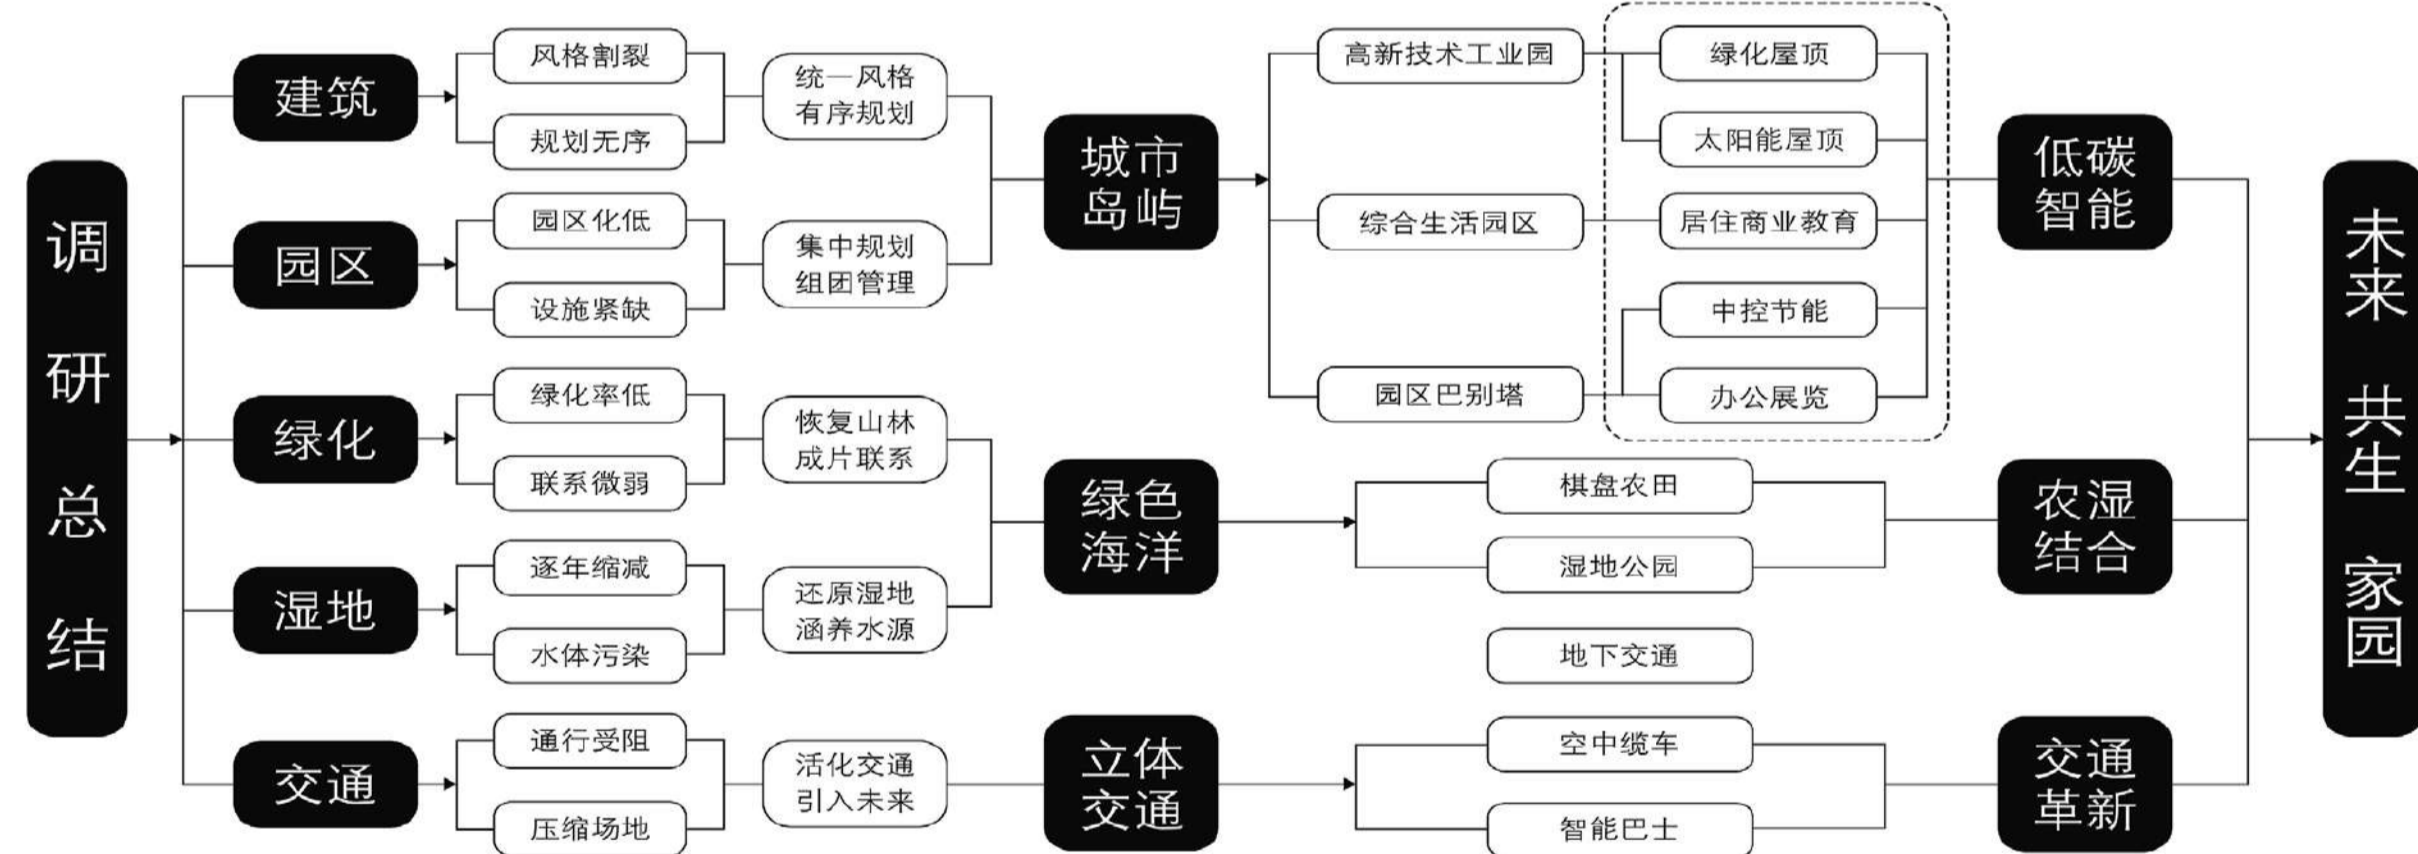 调研总结
建筑
风格割裂
规划无序
统一风格
有序规划
园区
园区化低
设施紧缺
集中规划
组团管理
绿化
绿化率低
联系微弱
恢复山林
成片联系
湿地
逐年缩减
水体污染
还原湿地
涵养水源
交通
通行受阻
压缩场地
活化交通
引入未来
城市
岛屿
高新技术工业园
绿化屋顶
太阳能屋顶
综合生活园区
居住商业教育
园区巴别塔
中控节能
办公展览
低碳
智能
绿色
海洋
棋盘农田
湿地公园
农湿
结合
地下交通
立体
交通
空中缆车
智能巴士
交通
革新
未来 共生 家园